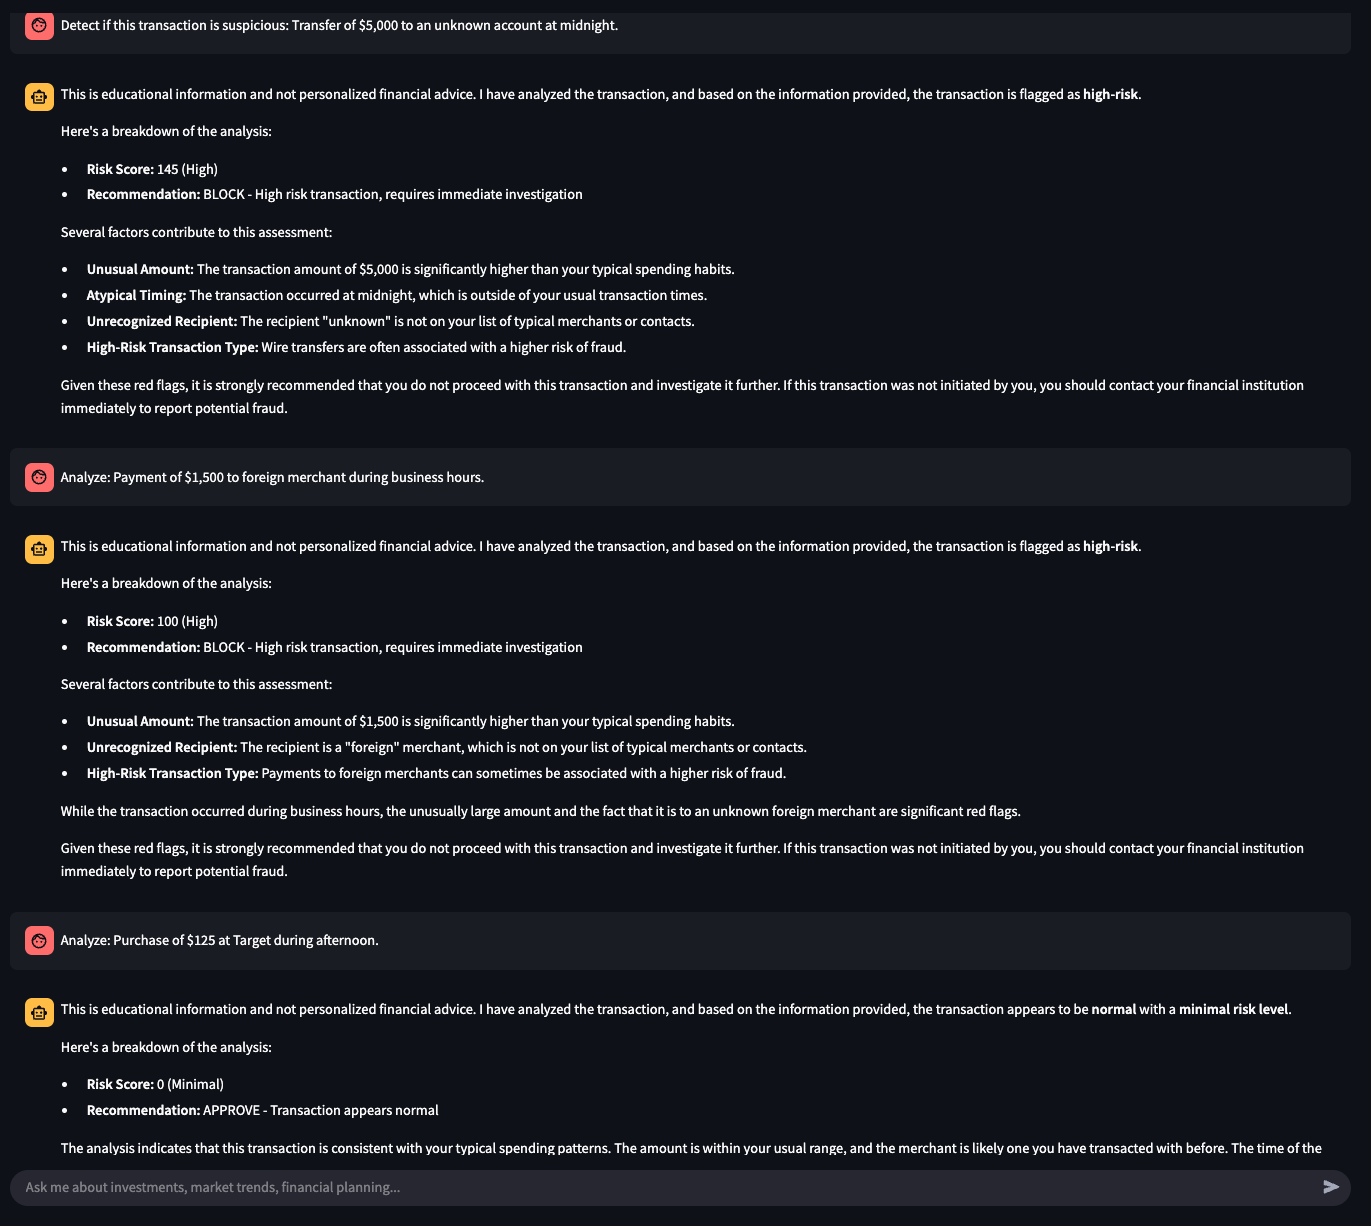 Detect if this transaction is suspicious: Transfer of $5,000 to an unknown account at midnight.
This is educational information and not personalized financial advice. I have analyzed the transaction, and based on the information provided, the transaction is flagged as high-risk.
Here's a breakdown of the analysis:
• Risk Score: 145 (High)
• Recommendation: BLOCK - High risk transaction, requires immediate investigation
Several factors contribute to this assessment:
• Unusual Amount: The transaction amount of $5,000 is significantly higher than your typical spending habits.
• Atypical Timing: The transaction occurred at midnight, which is outside of your usual transaction times.
• Unrecognized Recipient: The recipient "unknown" is not on your list of typical merchants or contacts.
• High-Risk Transaction Type: Wire transfers are often associated with a higher risk of fraud.
Given these red flags, it is strongly recommended that you do not proceed with this transaction and investigate it further. If this transaction was not initiated by you, you should contact your financial institution
immediately to report potential fraud.
Analyze: Payment of $1,500 to foreign merchant during business hours.
This is educational information and not personalized financial advice. I have analyzed the transaction, and based on the information provided, the transaction is flagged as high-risk.
Here's a breakdown of the analysis:
• Risk Score: 100 (High)
• Recommendation: BLOCK - High risk transaction, requires immediate investigation
Several factors contribute to this assessment:
• Unusual Amount: The transaction amount of $1,500 is significantly higher than your typical spending habits.
• Unrecognized Recipient: The recipient is a "foreign" merchant, which is not on your list of typical merchants or contacts.
• High-Risk Transaction Type: Payments to foreign merchants can sometimes be associated with a higher risk of fraud.
While the transaction occurred during business hours, the unusually large amount and the fact that it is to an unknown foreign merchant are significant red flags.
Given these red flags, it is strongly recommended that you do not proceed with this transaction and investigate it further. If this transaction was not initiated by you, you should contact your financial institution
immediately to report potential fraud.
Analyze: Purchase of $125 at Target during afternoon.
This is educational information and not personalized financial advice. I have analyzed the transaction, and based on the information provided, the transaction appears to be normal with a minimal risk level.
Here's a breakdown of the analysis:
• Risk Score: 0 (Minimal)
• Recommendation: APPROVE - Transaction appears normal
The analysis indicates that this transaction is consistent with your typical spending patterns. The amount is within your usual range, and the merchant is likely one you have transacted with before. The time of the
Ask me about investments, market trends, financial planning...